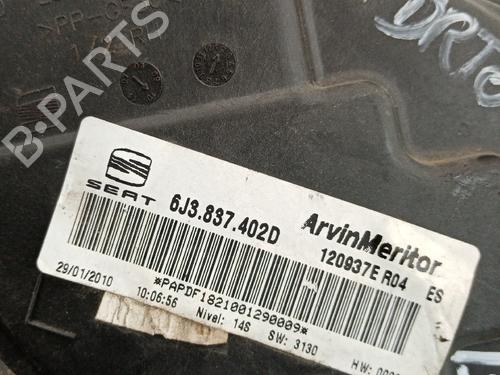 B-PARTS
DRTO
SEAT
6J3.837.402D
ArvinMeritor
120937E R04
ES
29/01/2010
10:06:56
*PAPDF1821001290009*
Nivel: 14S
SW: 3130